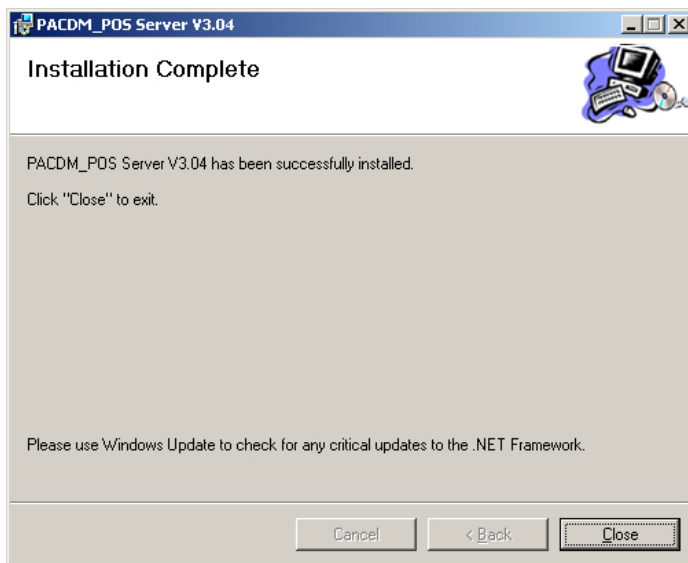 PACDM_POS Server V3.04
Installation Complete
PACDM_POS Server V3.04 has been successfully installed.
Click "Close" to exit.
Please use Windows Update to check for any critical updates to the .NET Framework.
Cancel
< Back
Close